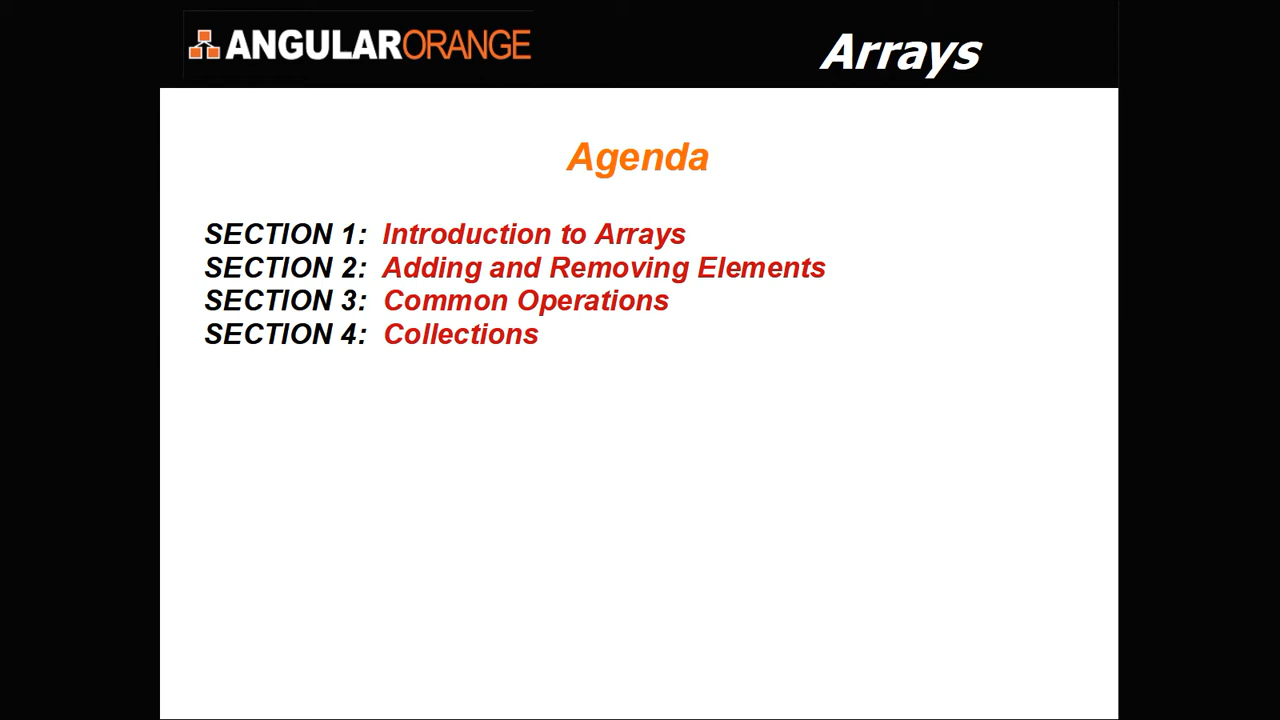 ANGULARORANGE
Arrays
Agenda
SECTION 1: Introduction to Arrays
SECTION 2: Adding and Removing Elements
SECTION 3: Common Operations
SECTION 4: Collections